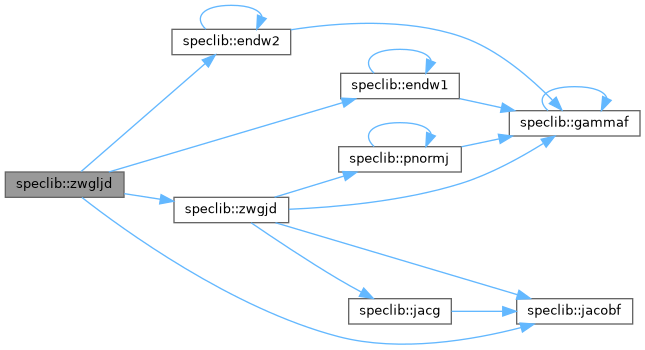 speclib::endw2
speclib::endw1
speclib::gammaf
speclib::pnormj
speclib::zwgljd
speclib::zwgjd
speclib::jacg
speclib::jacobf